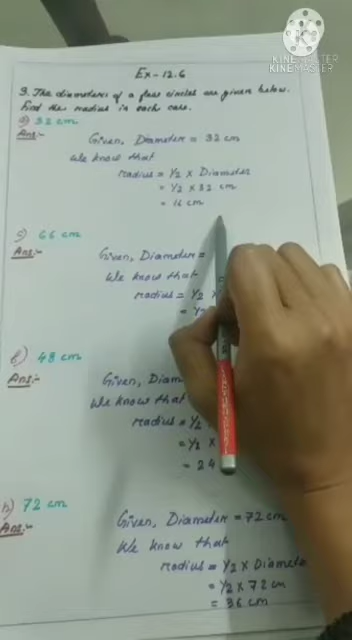 KINEMASTER
Ex-12.6
3. The diameters of a few circles are given below.
Find the radius in each case.
a) 32 cm
Ans:-
Given, Diameter = 32 cm
We know that
radius = 1/2 x Diameter
= 1/2 x 32 cm
= 16 cm
c) 66 cm
Ans:-
Given, Diameter =
We know that
radius = 1/2 x
= 1/2
48 cm
Ans:-
Given, Diam
We know that
radius = 1/2
= 1/2 x
= 24
h) 72 cm
Ans:-
Given, Diameter = 72 cm
We know that
radius = 1/2 x Diamete
= 1/2 x 72 cm
= 36 cm